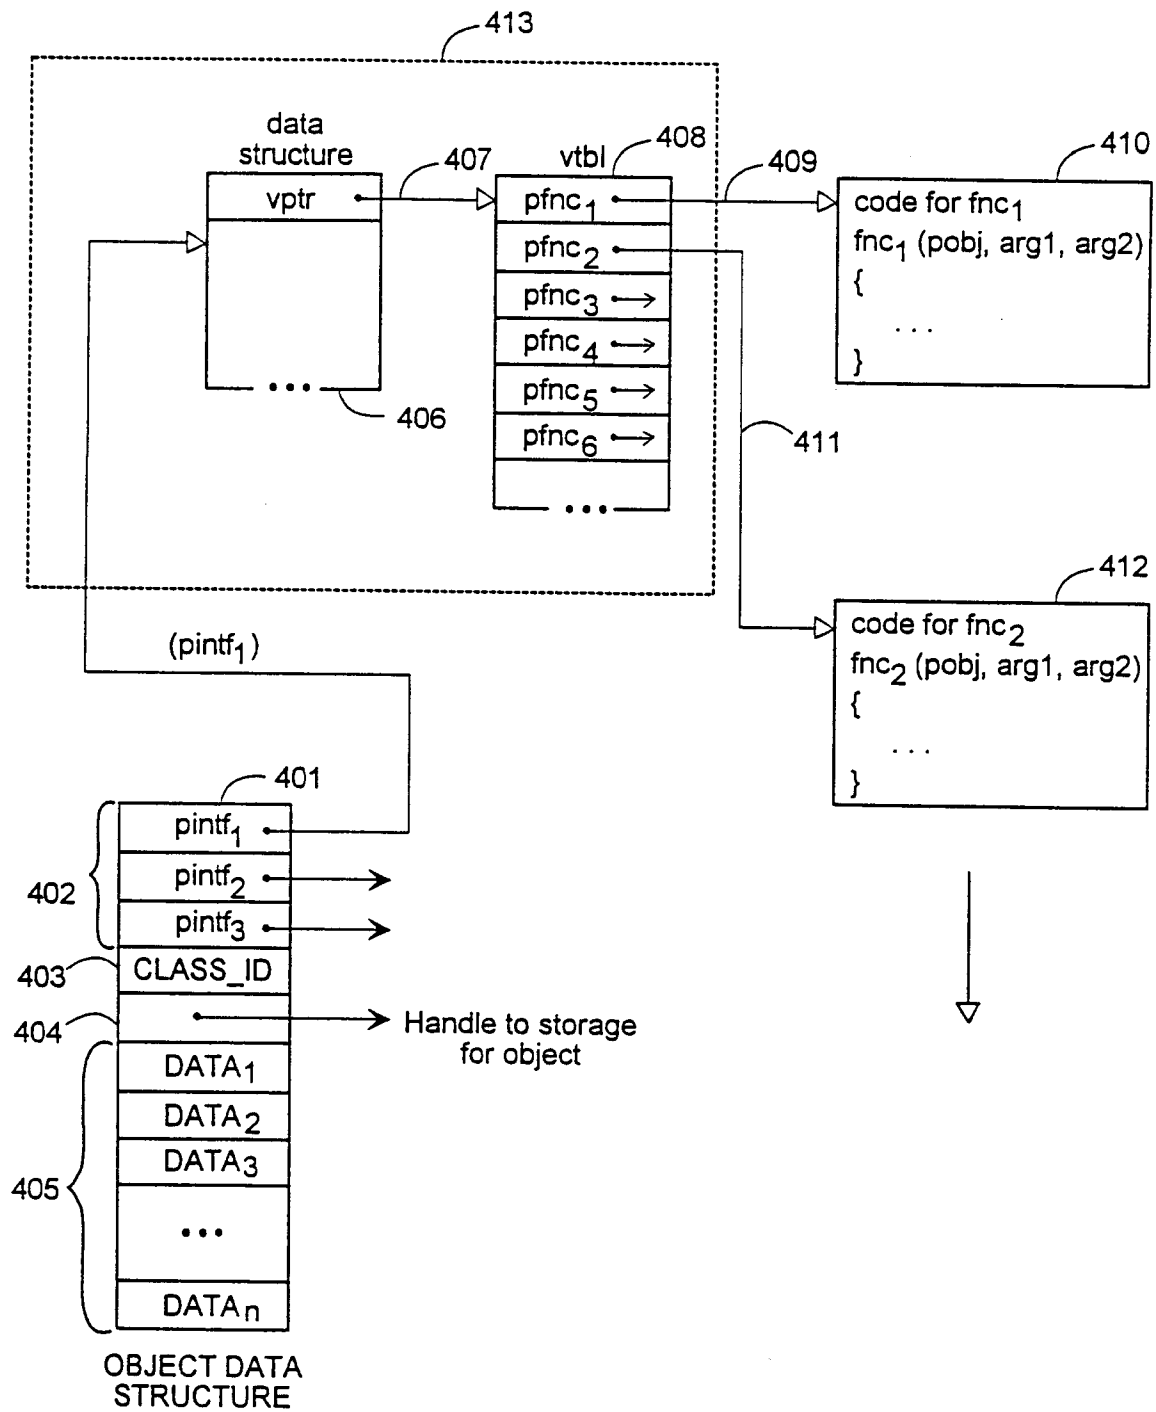 413
data
structure
vptr
407
vtbl
408
409
410
pfnc1
pfnc2
pfnc3
pfnc4
pfnc5
pfnc6
...
... 406
411
code for fnc1
fnc1 (pobj, arg1, arg2)
{
...
}
412
code for fnc2
fnc2 (pobj, arg1, arg2)
{
...
}
(pintf1)
401
402
pintf1
pintf2
pintf3
403
CLASS_ID
404
Handle to storage
for object
405
DATA1
DATA2
DATA3
...
DATAn
OBJECT DATA
STRUCTURE